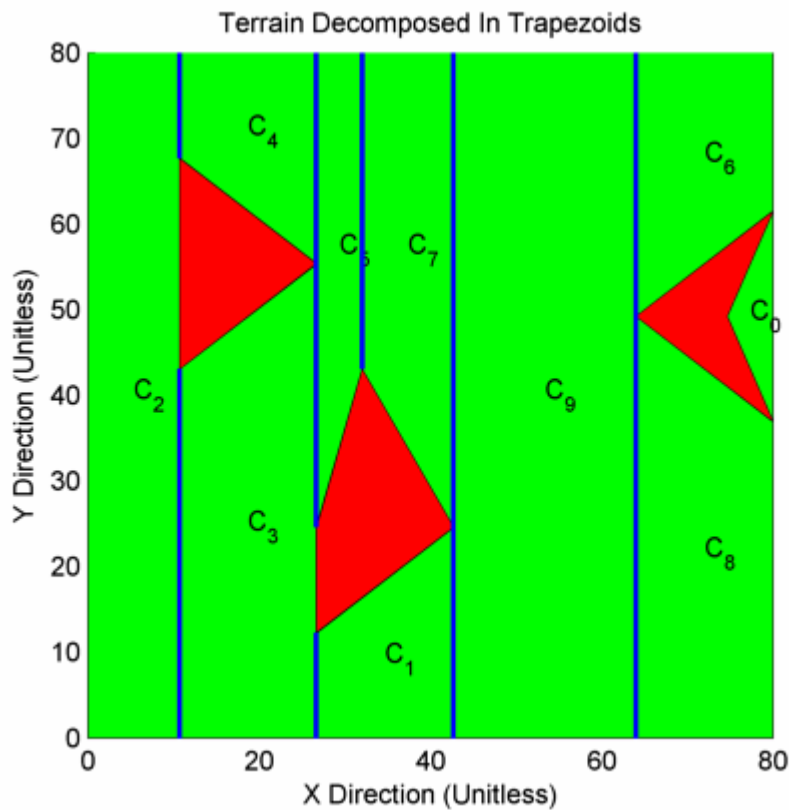 Terrain Decomposed In Trapezoids
80
70
60
50
40
30
20
10
0
Y Direction (Unitless)
C4
C6
C5
C7
C0
C2
C9
C3
C8
C1
0
20
40
60
80
X Direction (Unitless)